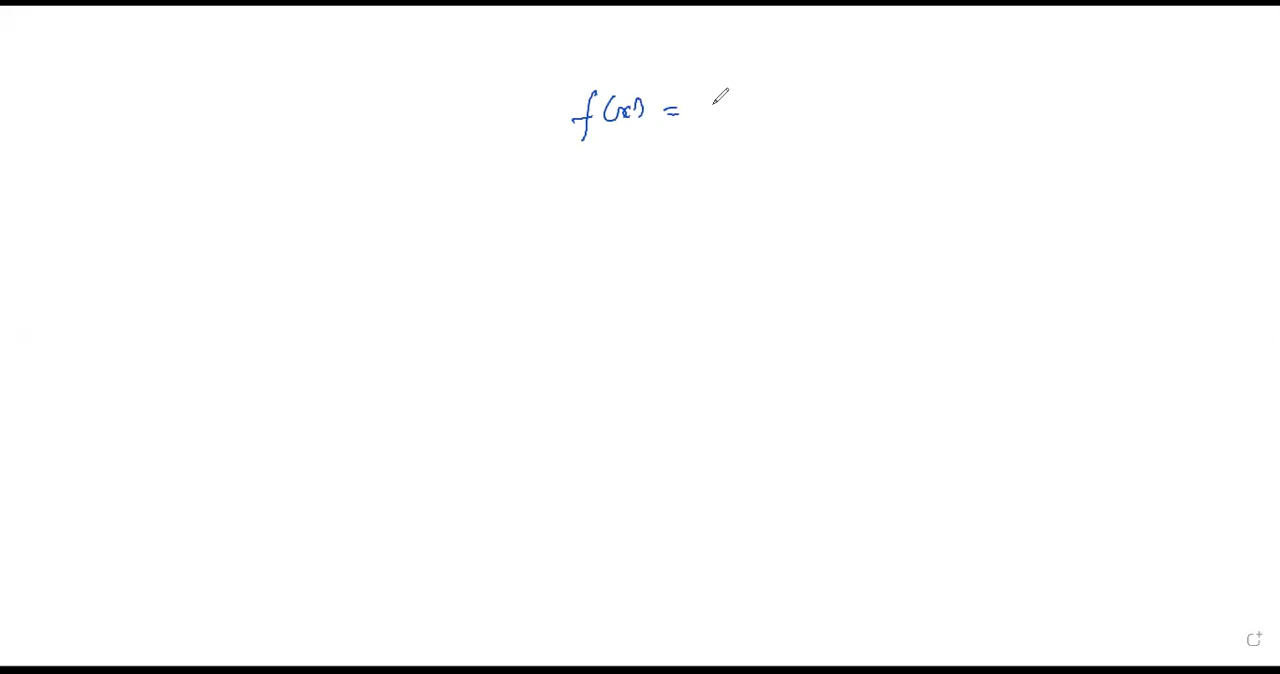 f(x) =